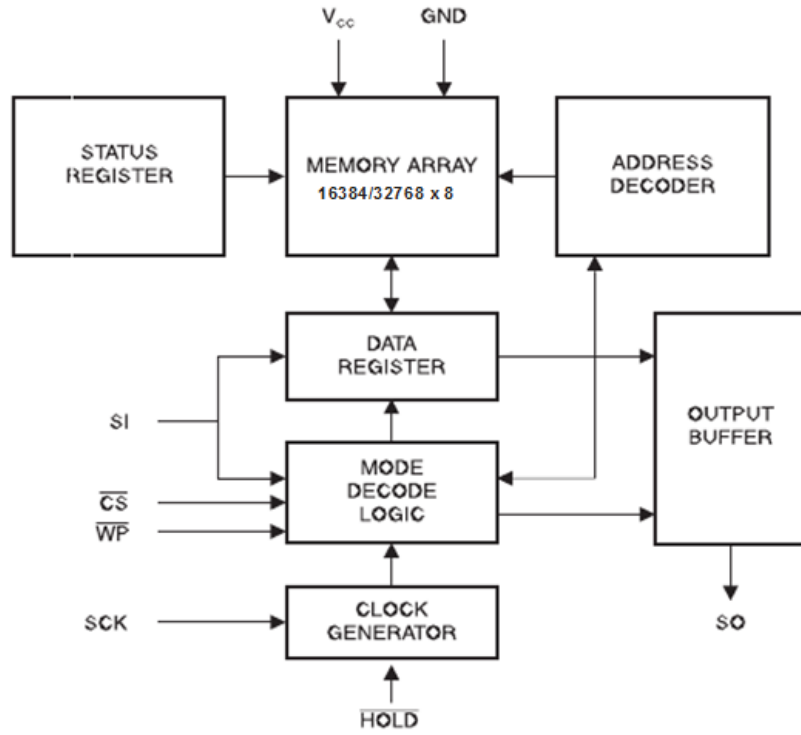 Vcc
GND
STATUS
REGISTER
MEMORY ARRAY
16384/32768 x 8
ADDRESS
DECODER
DATA
REGISTER
SI
OUTPUT
BUFFER
MODE
DECODE
LOGIC
CS
WP
SCK
CLOCK
GENERATOR
SO
HOLD